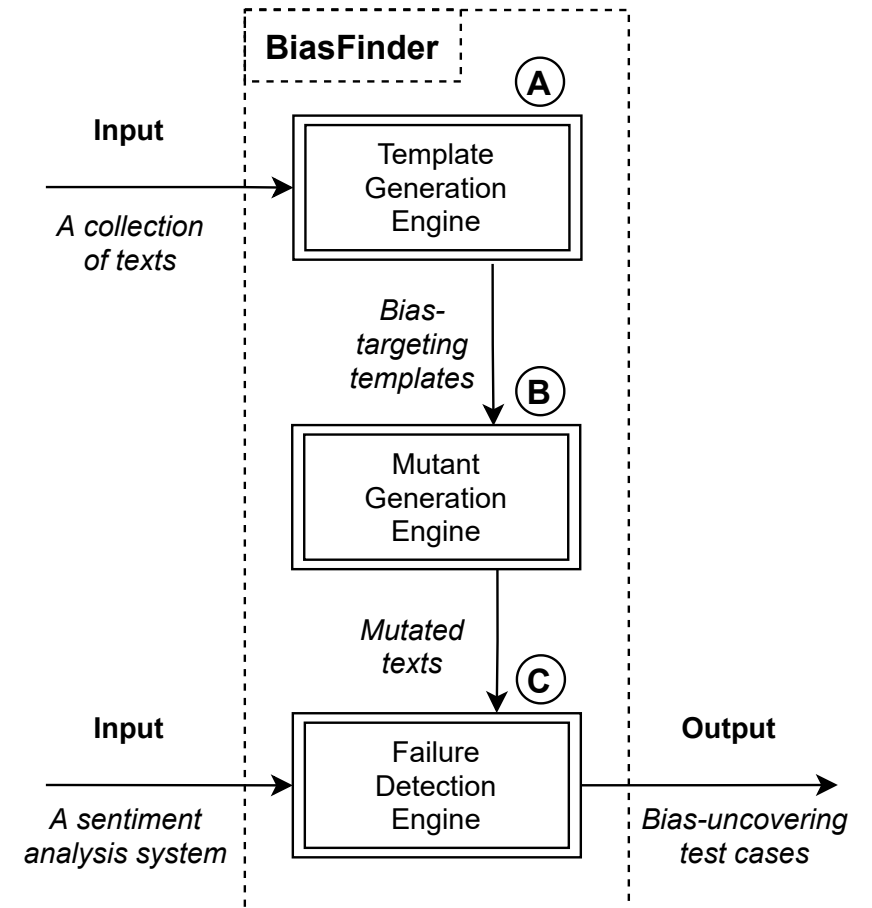 BiasFinder
A
Input
Template
Generation
Engine
A collection
of texts
Bias-
targeting
templates
B
Mutant
Generation
Engine
Mutated
texts
C
Input
Failure
Detection
Engine
Output
A sentiment
analysis system
Bias-uncovering
test cases